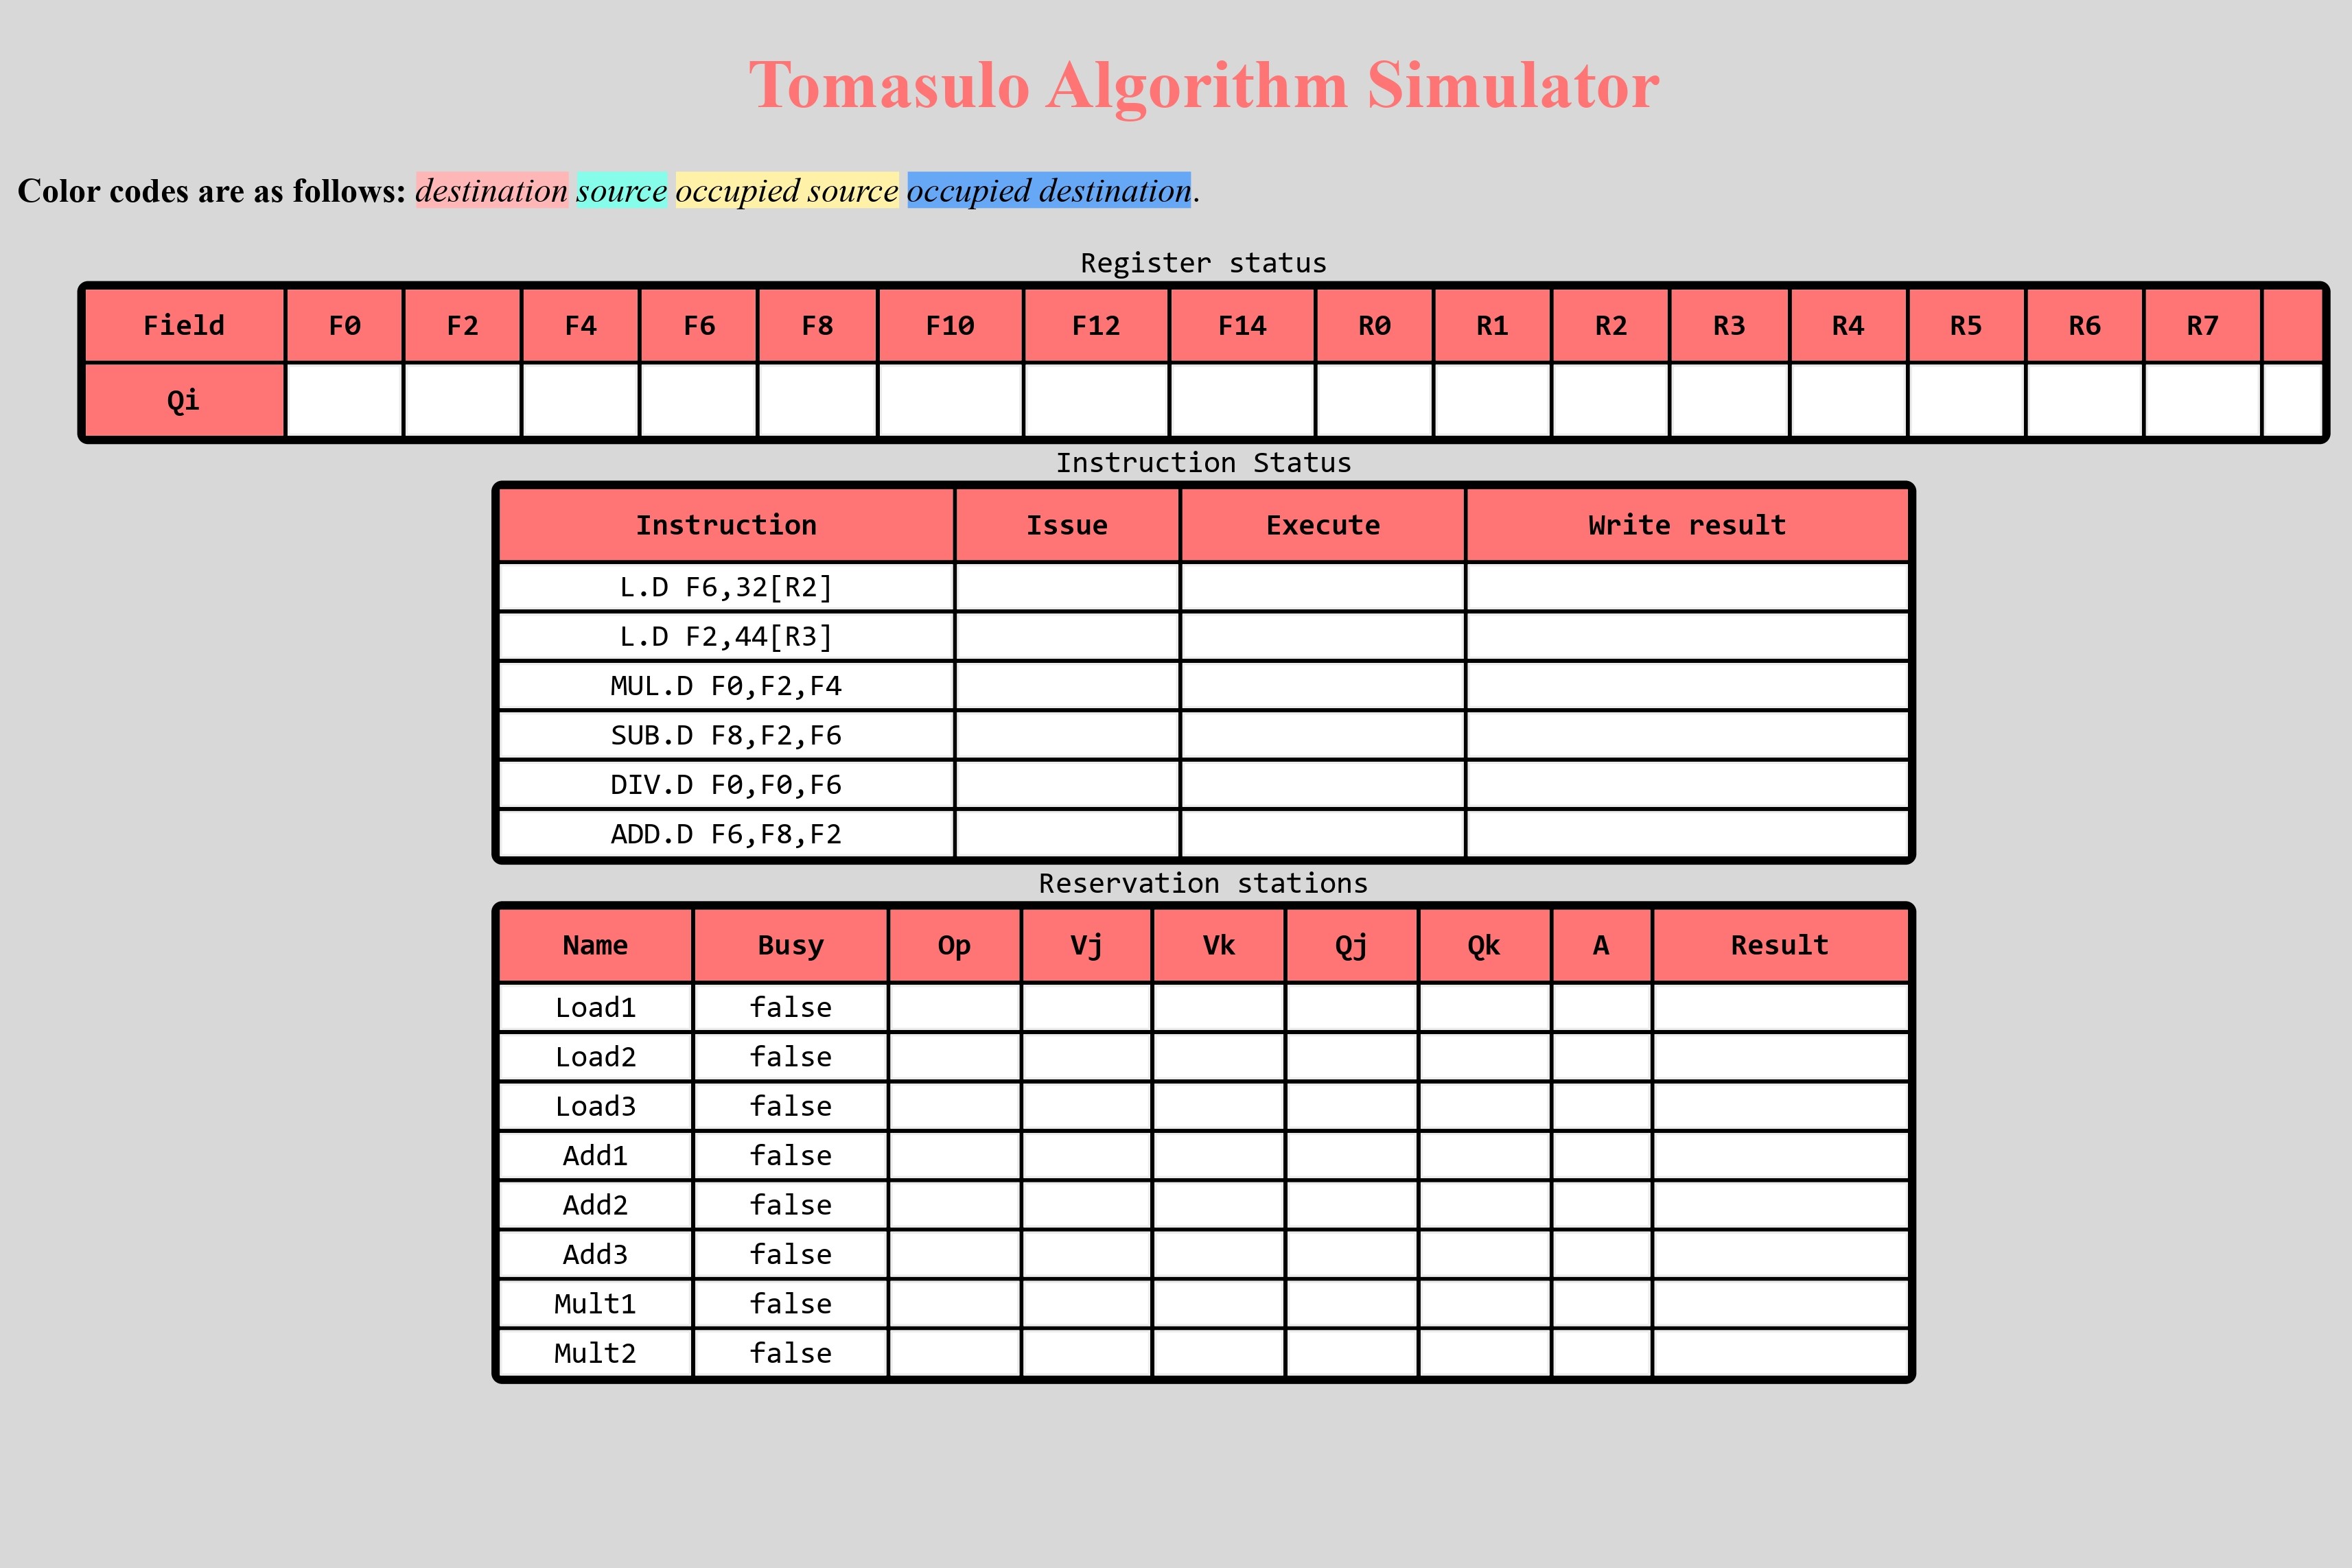 Tomasulo Algorithm Simulator
Color codes are as follows: destination source occupied source occupied destination.
Register status
Field F0 F2 F4 F6 F8 F10 F12 F14 R0 R1 R2 R3 R4 R5 R6 R7
Qi
Instruction Status
Instruction Issue Execute Write result
L.D F6,32[R2]
L.D F2,44[R3]
MUL.D F0,F2,F4
SUB.D F8,F2,F6
DIV.D F0,F0,F6
ADD.D F6,F8,F2
Reservation stations
Name Busy Op Vj Vk Qj Qk A Result
Load1 false
Load2 false
Load3 false
Add1 false
Add2 false
Add3 false
Mult1 false
Mult2 false